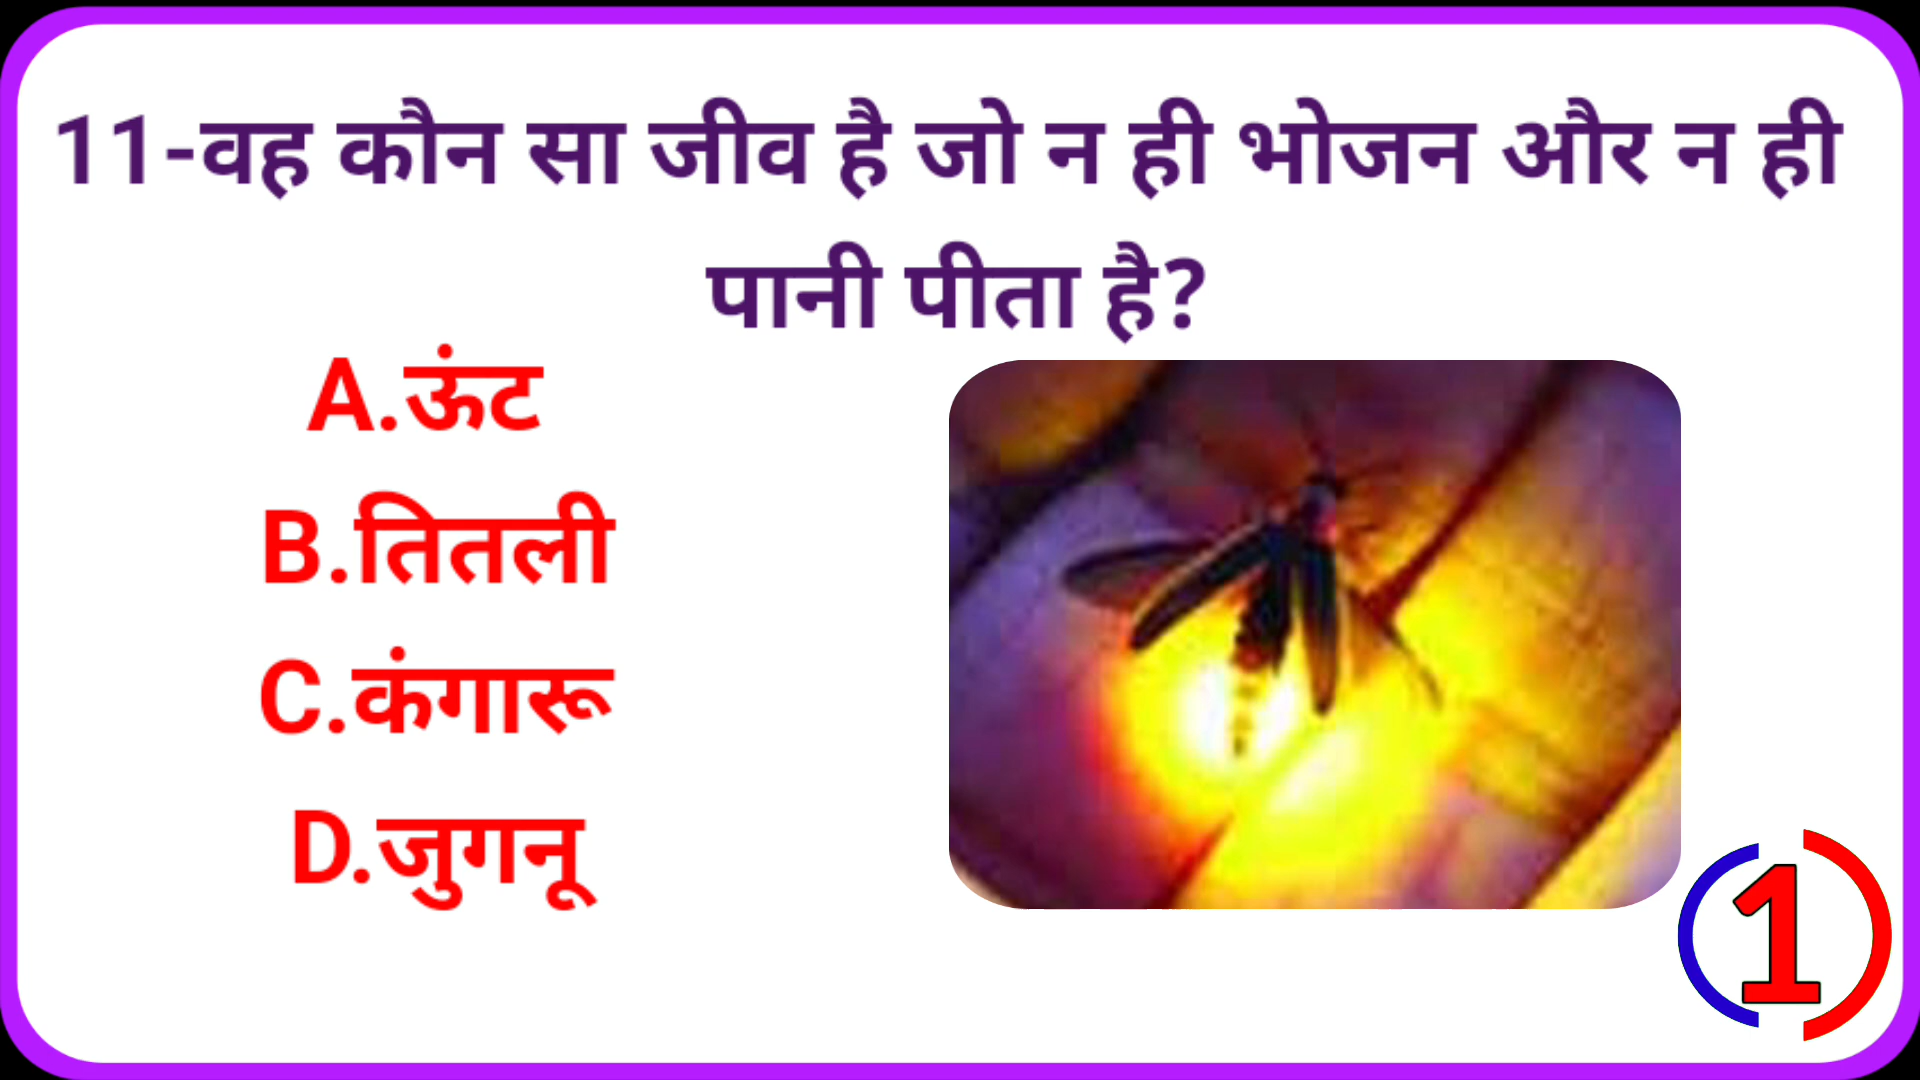 11-वह कौन सा जीव है जो न ही भोजन और न ही
पानी पीता है?
A.ऊंट
B.तितली
C.कंगारू
D.जुगनू
1